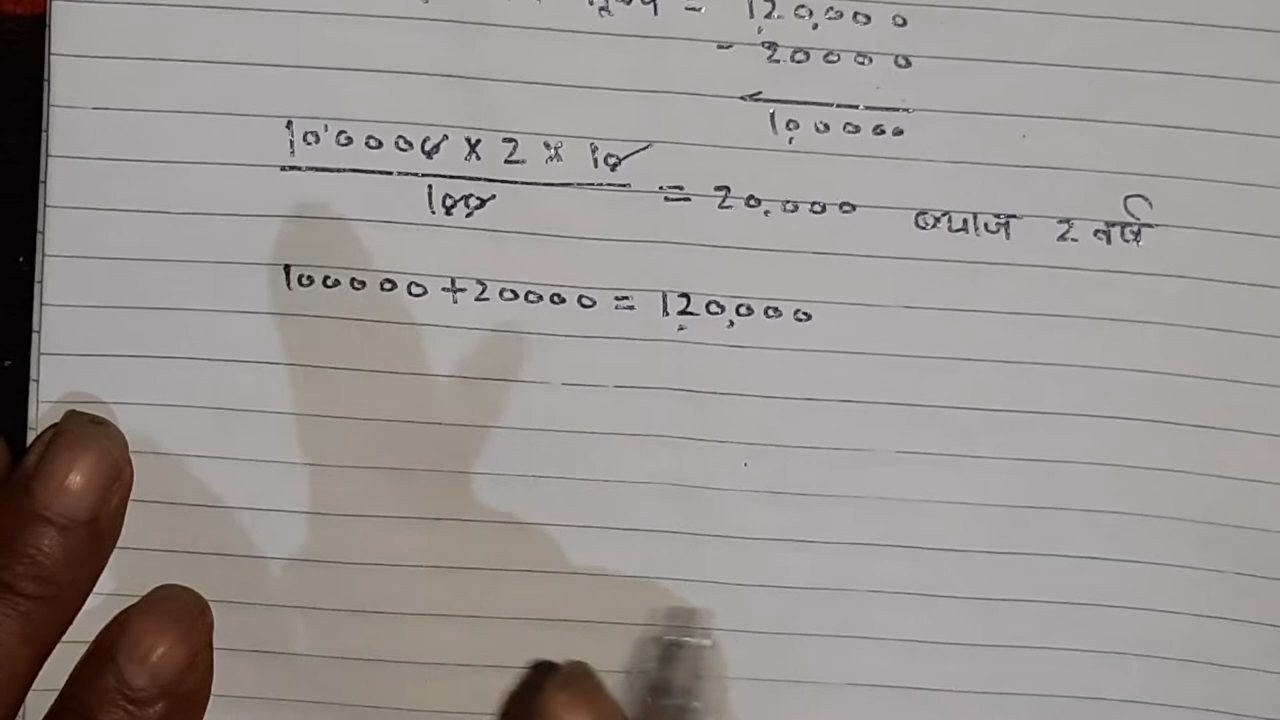 = 120,000
- 20000
100000
100000 x 2 x 10
100
= 20,000 ब्याज 2 वर्ष
100000 + 20000 = 120,000